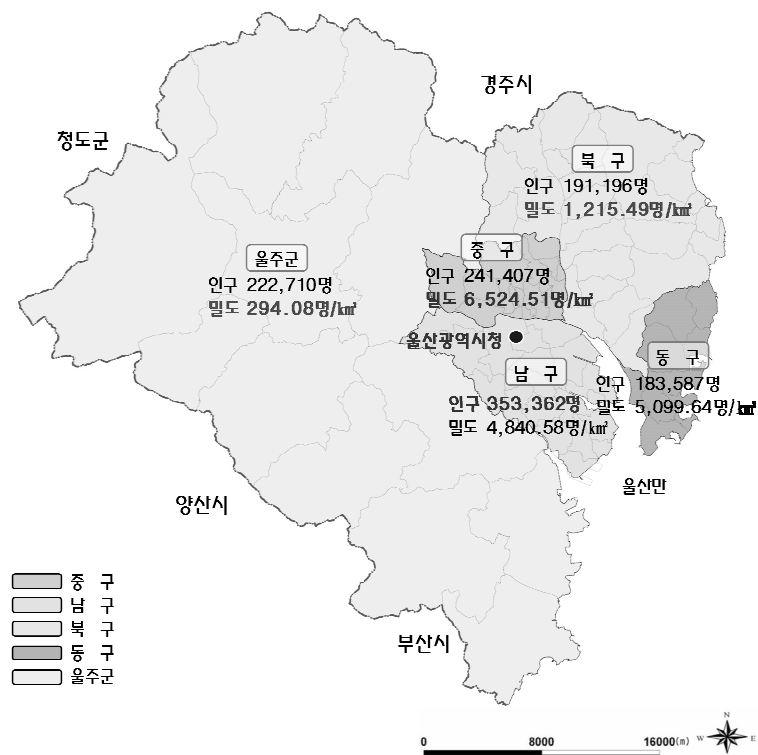 경주시
청도군
북 구
인구 191,196명
밀도 1,215.49명/㎢
중 구
인구 241,407명
밀도 6,524.51명/㎢
울주군
인구 222,710명
밀도 294.08명/㎢
울산광역시청
남 구
인구 353,362명
밀도 4,840.58명/㎢
동 구
인구 183,587명
밀도 5,099.64명/㎢
울산만
양산시
부산시
중 구
남 구
북 구
동 구
울주군
0 8000 16000(m)
N
W E
S